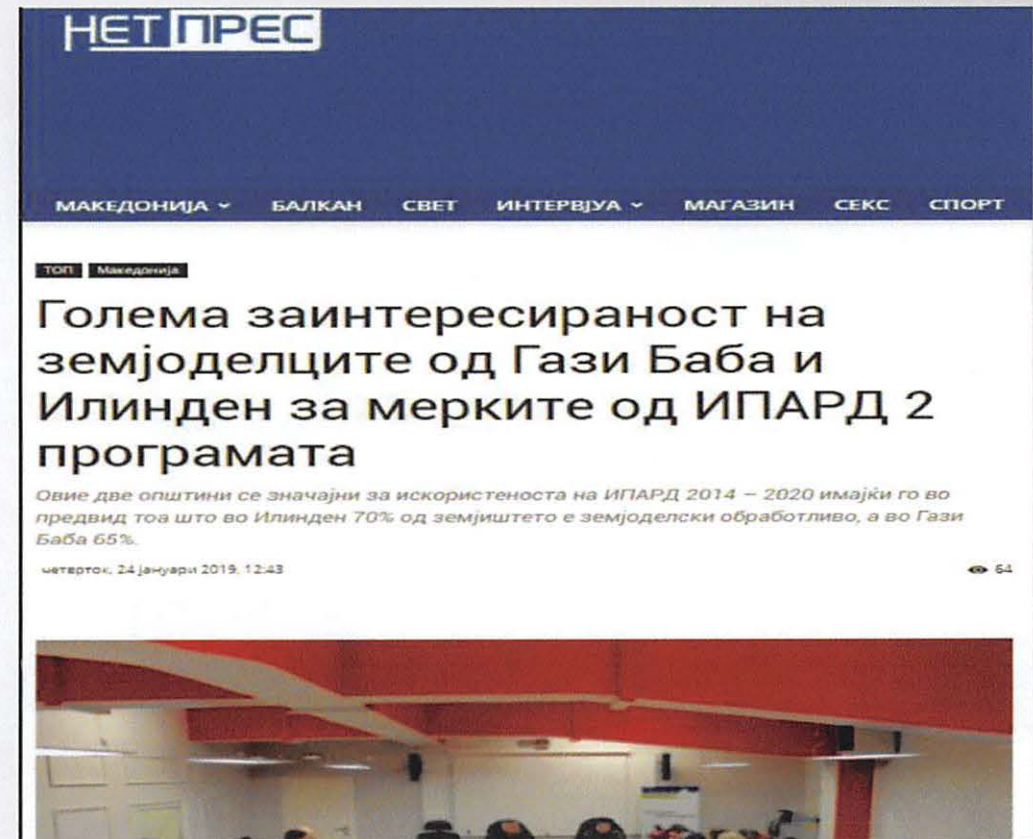 НЕТ ПРЕС
МАКЕДОНИЈА БАЛКАН СВЕТ ИНТЕРВЈУА МАГАЗИН СЕКС СПОРТ
ТОП Македонија
Голема заинтересираност на
земјоделците од Гази Баба и
Илинден за мерките од ИПАРД 2
програмата
Овие две општини се значајни за искористеноста на ИПАРД 2014 – 2020 имајќи го во
предвид тоа што во Илинден 70% од земјиштето е земјоделски обработливо, а во Гази
Баба 65%.
четврток, 24 јануари 2019, 12:43 64